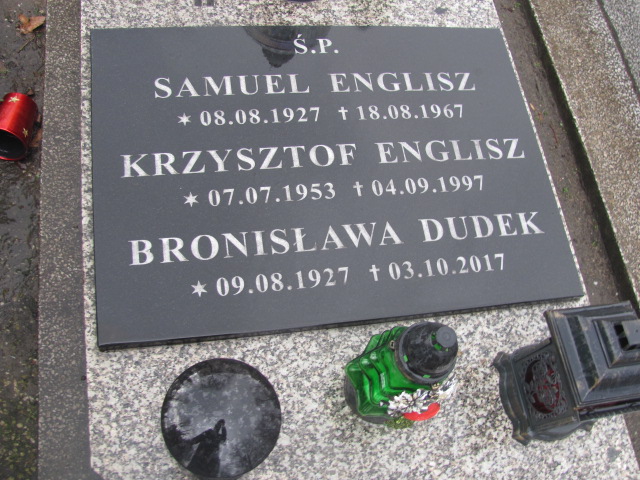 Ś.P.
SAMUEL ENGLISZ
✶ 08.08.1927 † 18.08.1967
KRZYSZTOF ENGLISZ
✶ 07.07.1953 † 04.09.1997
BRONISŁAWA DUDEK
✶ 09.08.1927 † 03.10.2017